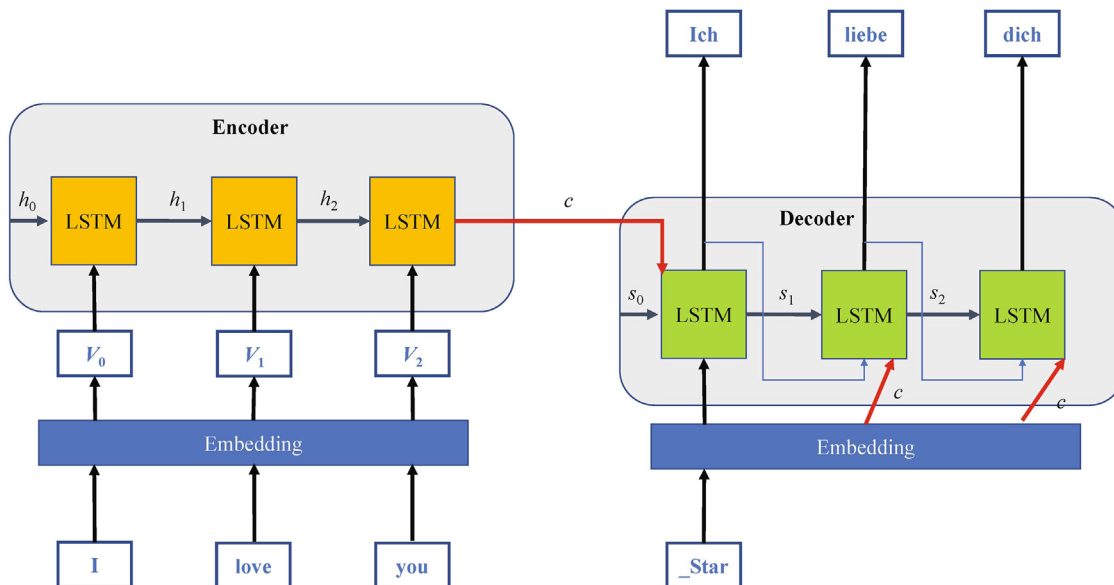 Ich
liebe
dich
Encoder
h₀
LSTM
h₁
LSTM
h₂
LSTM
c
Decoder
s₀
LSTM
s₁
LSTM
s₂
LSTM
V₀
V₁
V₂
c
c
Embedding
Embedding
I
love
you
_Star